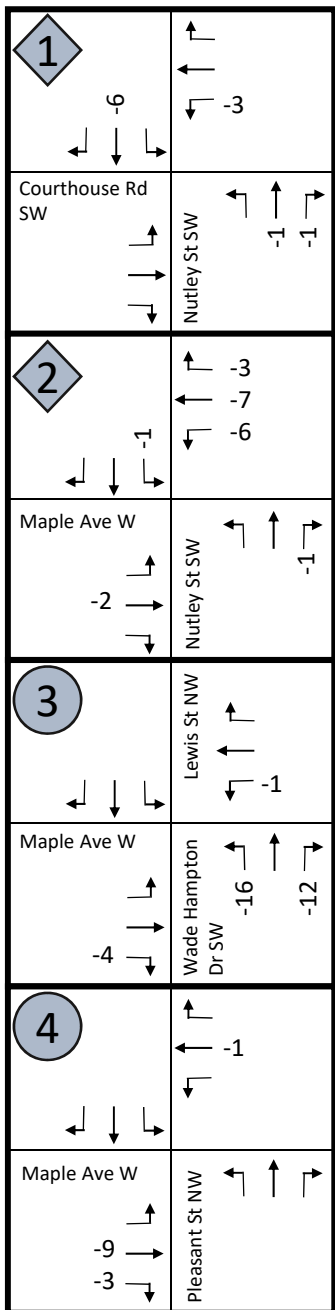 1
-6
-3
Courthouse Rd
SW
Nutley St SW
-1
-1
2
-1
-3
-7
-6
Maple Ave W
-2
Nutley St SW
-1
3
Lewis St NW
-1
Maple Ave W
-4
Wade Hampton
Dr SW
-16
-12
4
-1
Maple Ave W
-9
-3
Pleasant St NW